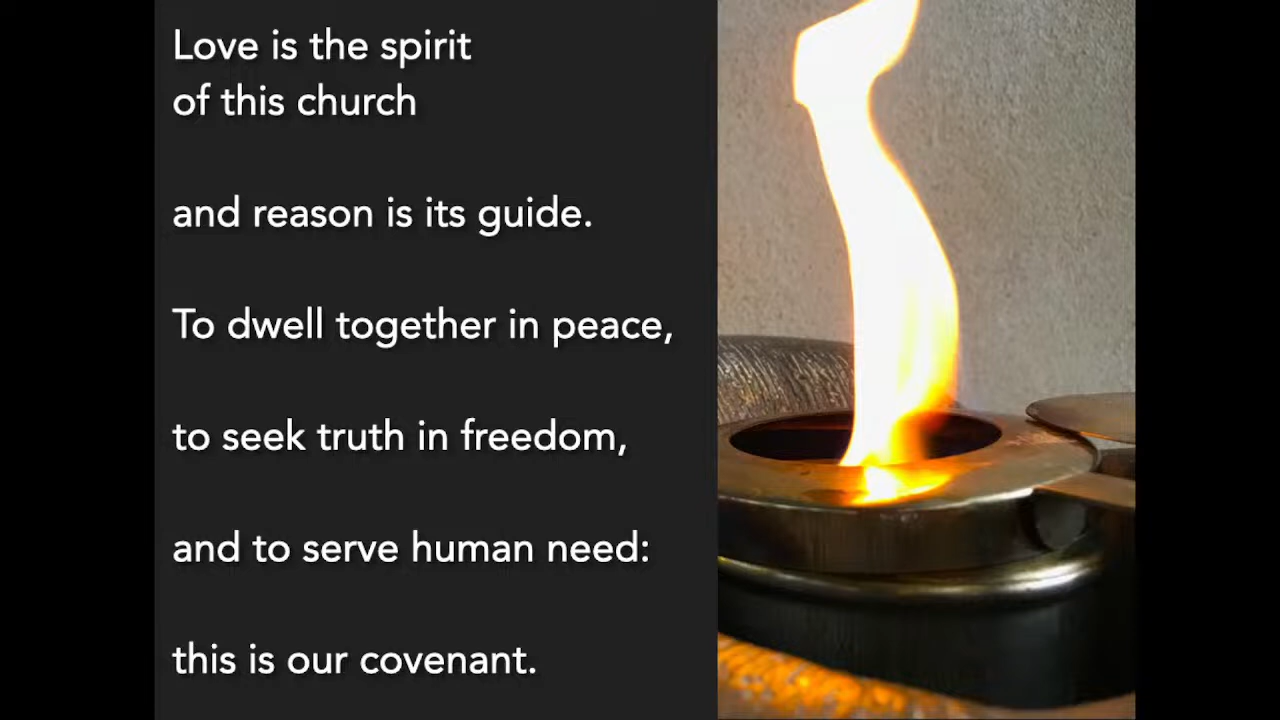 Love is the spirit
of this church
and reason is its guide.
To dwell together in peace,
to seek truth in freedom,
and to serve human need:
this is our covenant.